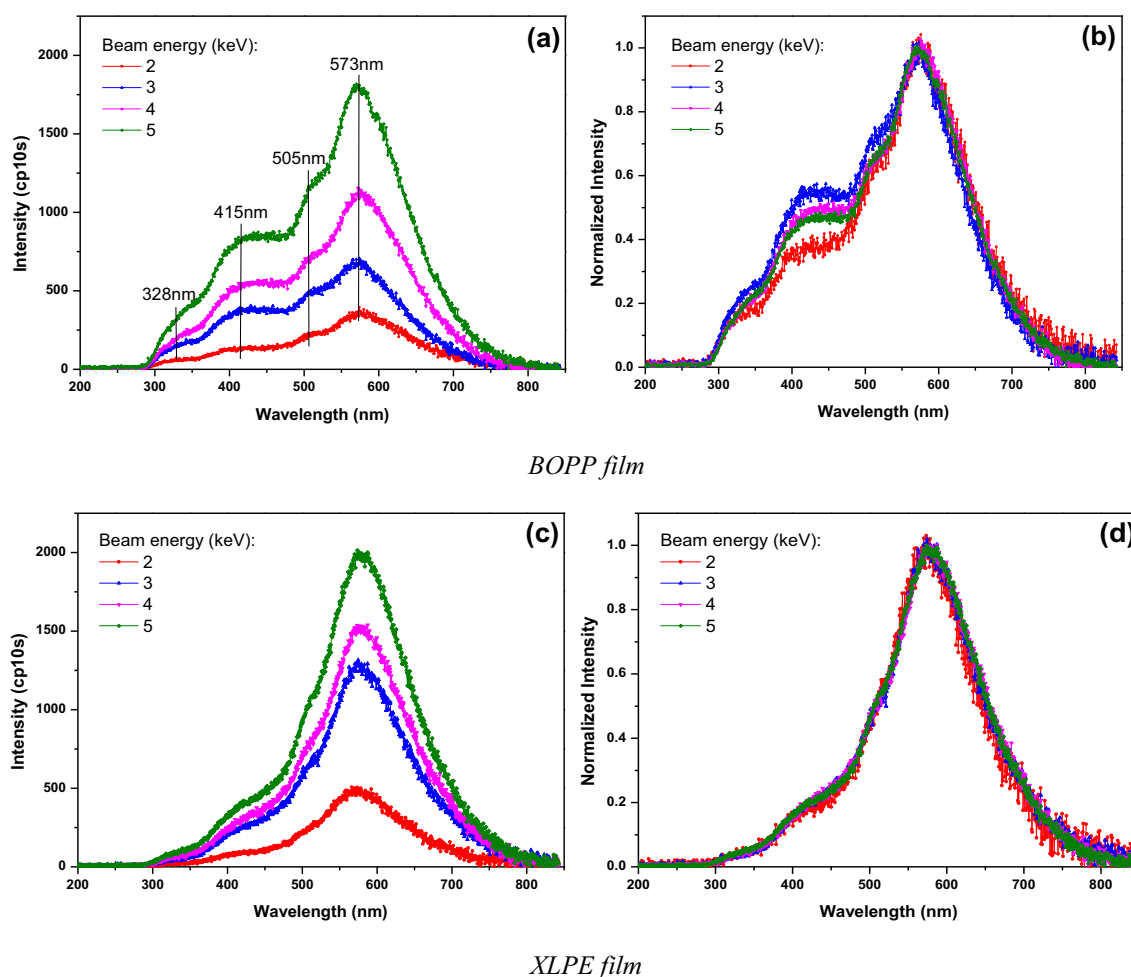 (a)
Beam energy (keV):
2
3
4
5
328nm
415nm
505nm
573nm
2000
1750
1500
1250
1000
750
500
250
0
Intensity (cp10s)
200 300 400 500 600 700 800
Wavelength (nm)
(b)
Beam energy (keV):
2
3
4
5
1.0
0.8
0.6
0.4
0.2
0.0
Normalized Intensity
200 300 400 500 600 700 800
Wavelength (nm)
BOPP film
(c)
Beam energy (keV):
2
3
4
5
2000
1500
1000
500
0
Intensity (cp10s)
200 300 400 500 600 700 800
Wavelength (nm)
(d)
Beam energy (keV):
2
3
4
5
1.0
0.8
0.6
0.4
0.2
0.0
Normalized Intensity
200 300 400 500 600 700 800
Wavelength (nm)
XLPE film